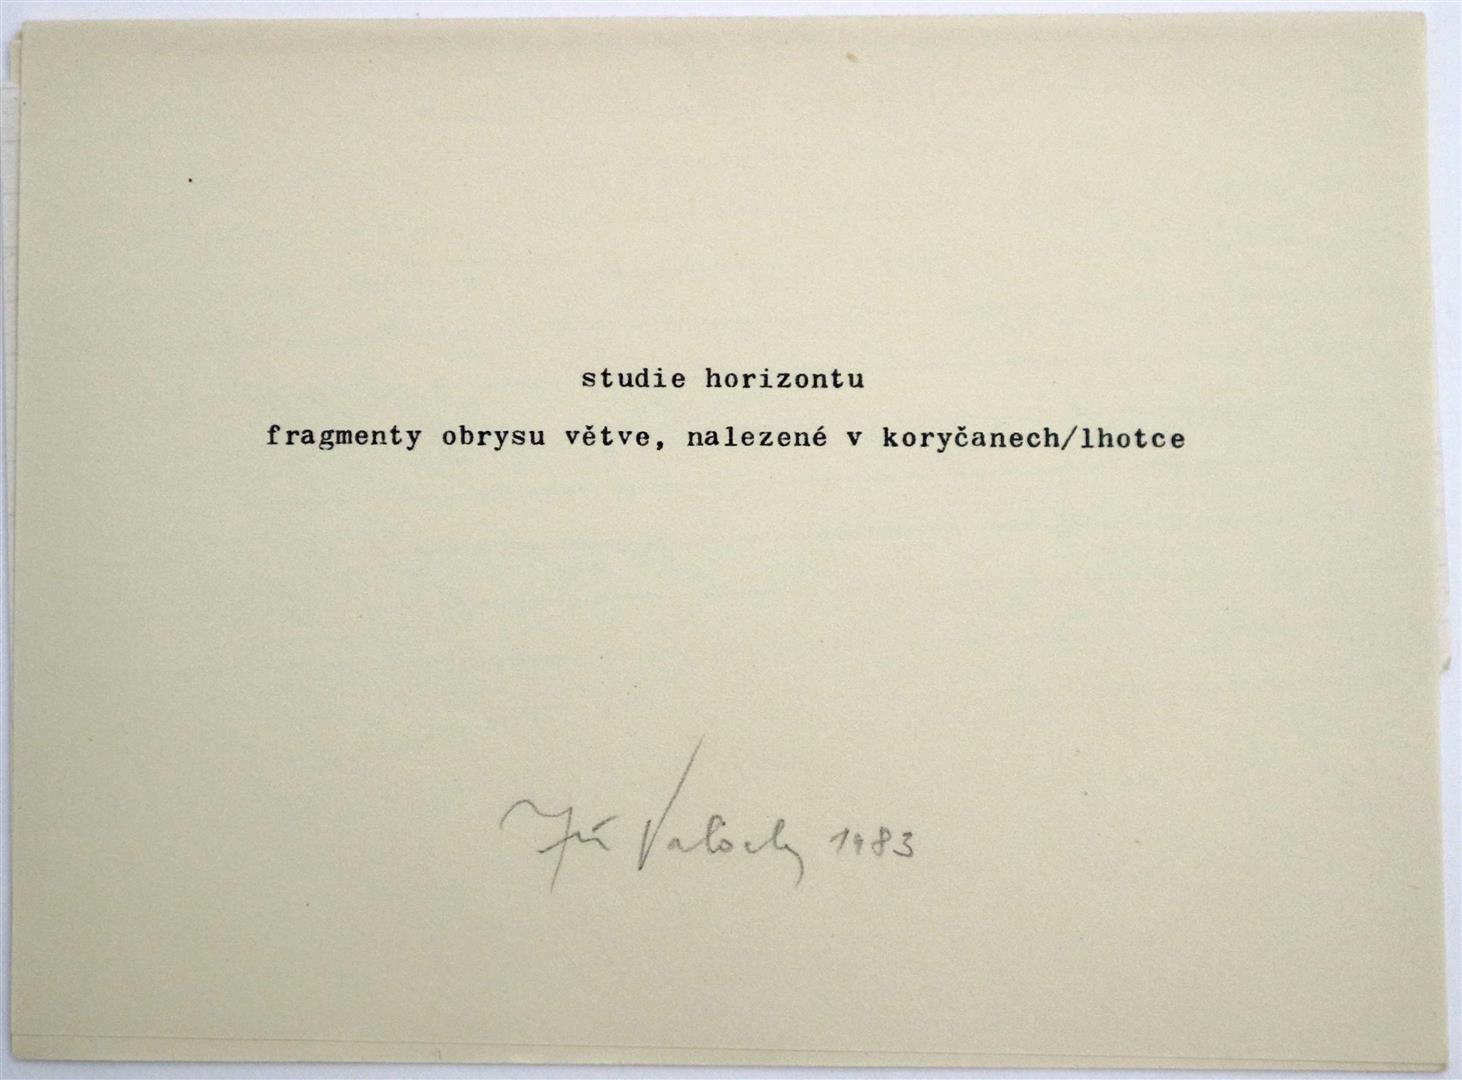 studie horizontu
fragmenty obrysu větve, nalezené v koryčanech/lhotce
Jiří Valoch 1983